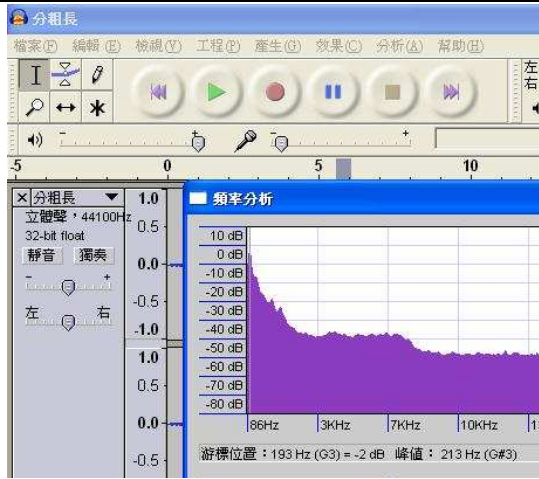 分組長
檔案(F) 編輯(E) 檢視(V) 工程(P) 產生(G) 效果(C) 分析(A) 幫助(H)
左
右
-5 0 5 10
分組長
立體聲，44100Hz
32-bit float
靜音 獨奏
- +
左 右
1.0
0.5
0.0
-0.5
-1.0
1.0
0.5
0.0
-0.5
頻率分析
10 dB
0 dB
-10 dB
-20 dB
-30 dB
-40 dB
-50 dB
-60 dB
-70 dB
-80 dB
86Hz 3KHz 7KHz 10KHz 1
游標位置：193 Hz (G3) = -2 dB 峰値： 213 Hz (G#3)